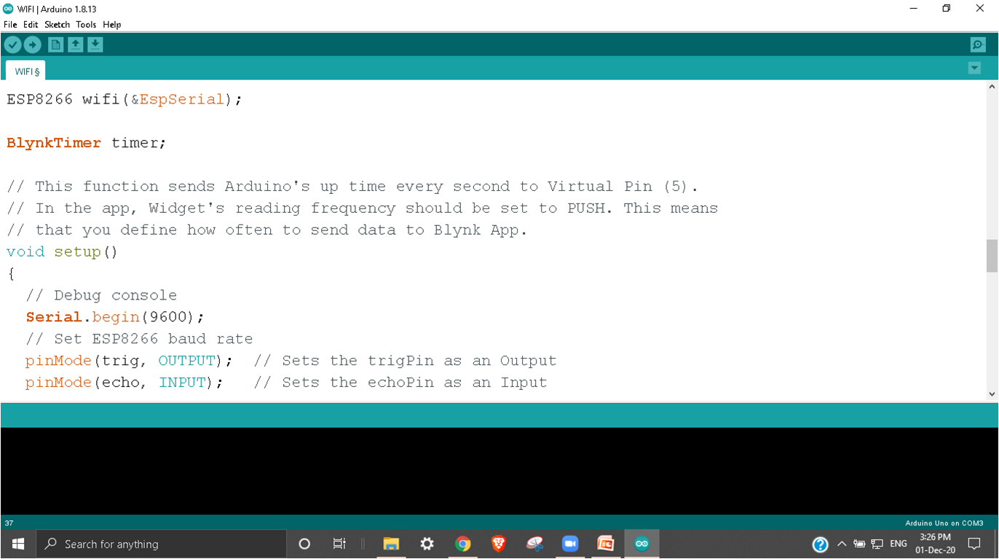 WIFI | Arduino 1.8.13
File Edit Sketch Tools Help
WIFI §
ESP8266 wifi(&EspSerial);
BlynkTimer timer;
// This function sends Arduino's up time every second to Virtual Pin (5).
// In the app, Widget's reading frequency should be set to PUSH. This means
// that you define how often to send data to Blynk App.
void setup()
{
// Debug console
Serial.begin(9600);
// Set ESP8266 baud rate
pinMode(trig, OUTPUT); // Sets the trigPin as an Output
pinMode(echo, INPUT); // Sets the echoPin as an Input
37
Arduino Uno on COM3
Search for anything
ENG
3:26 PM
01-Dec-20